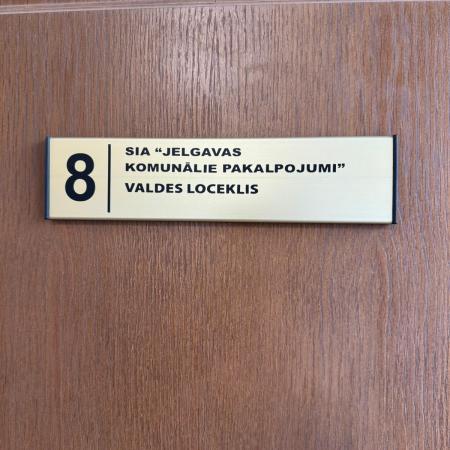 8
SIA “JELGAVAS
KOMUNĀLIE PAKALPOJUMI”
VALDES LOCEKLIS